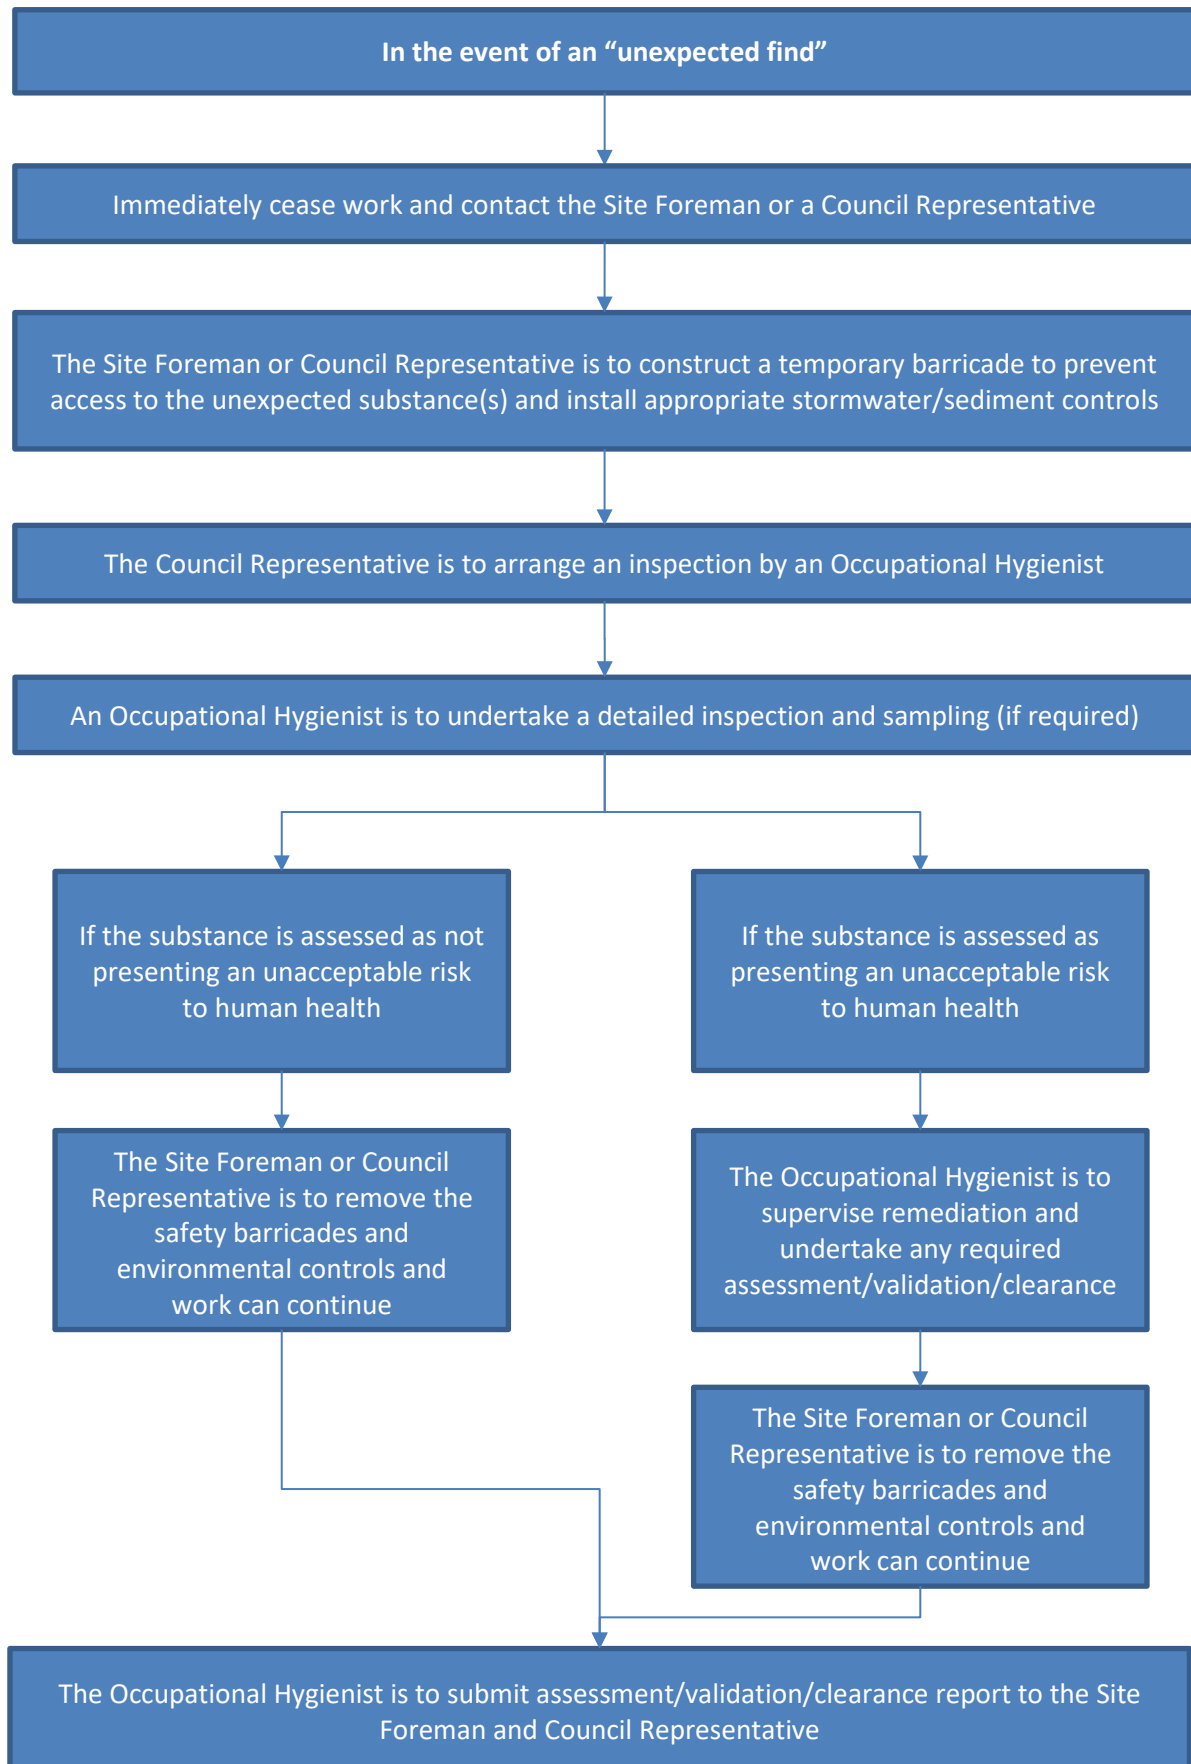 In the event of an “unexpected find”
Immediately cease work and contact the Site Foreman or a Council Representative
The Site Foreman or Council Representative is to construct a temporary barricade to prevent
access to the unexpected substance(s) and install appropriate stormwater/sediment controls
The Council Representative is to arrange an inspection by an Occupational Hygienist
An Occupational Hygienist is to undertake a detailed inspection and sampling (if required)
If the substance is assessed as not
presenting an unacceptable risk
to human health
If the substance is assessed as
presenting an unacceptable risk
to human health
The Site Foreman or Council
Representative is to remove the
safety barricades and
environmental controls and
work can continue
The Occupational Hygienist is to
supervise remediation and
undertake any required
assessment/validation/clearance
The Site Foreman or Council
Representative is to remove the
safety barricades and
environmental controls and
work can continue
The Occupational Hygienist is to submit assessment/validation/clearance report to the Site
Foreman and Council Representative